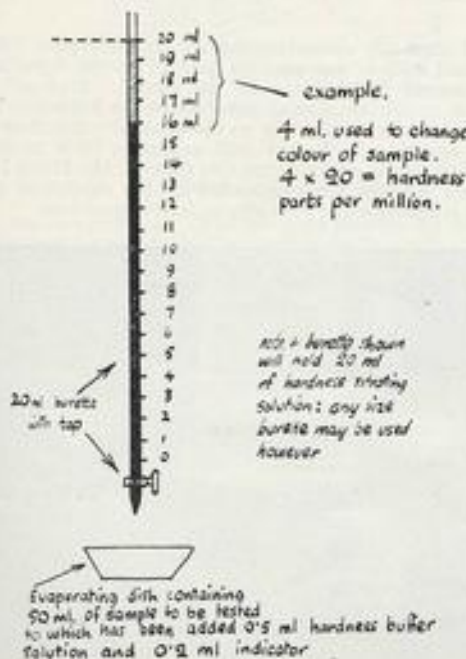 20 ml
19 ml
18 ml
17 ml
16 ml
15
14
13
12
11
10
9
8
7
6
5
4
3
2
1
0
example.
4 ml. used to change
colour of sample.
4 x 20 = hardness
parts per million.
note a burette shown
will hold 20 ml
of hardness titrating
solution: any size
burette may be used
however
20 ml burette
with tap
Evaporating dish containing
50 ml. of sample to be tested
to which has been added 0.5 ml hardness buffer
solution and 0.2 ml indicator